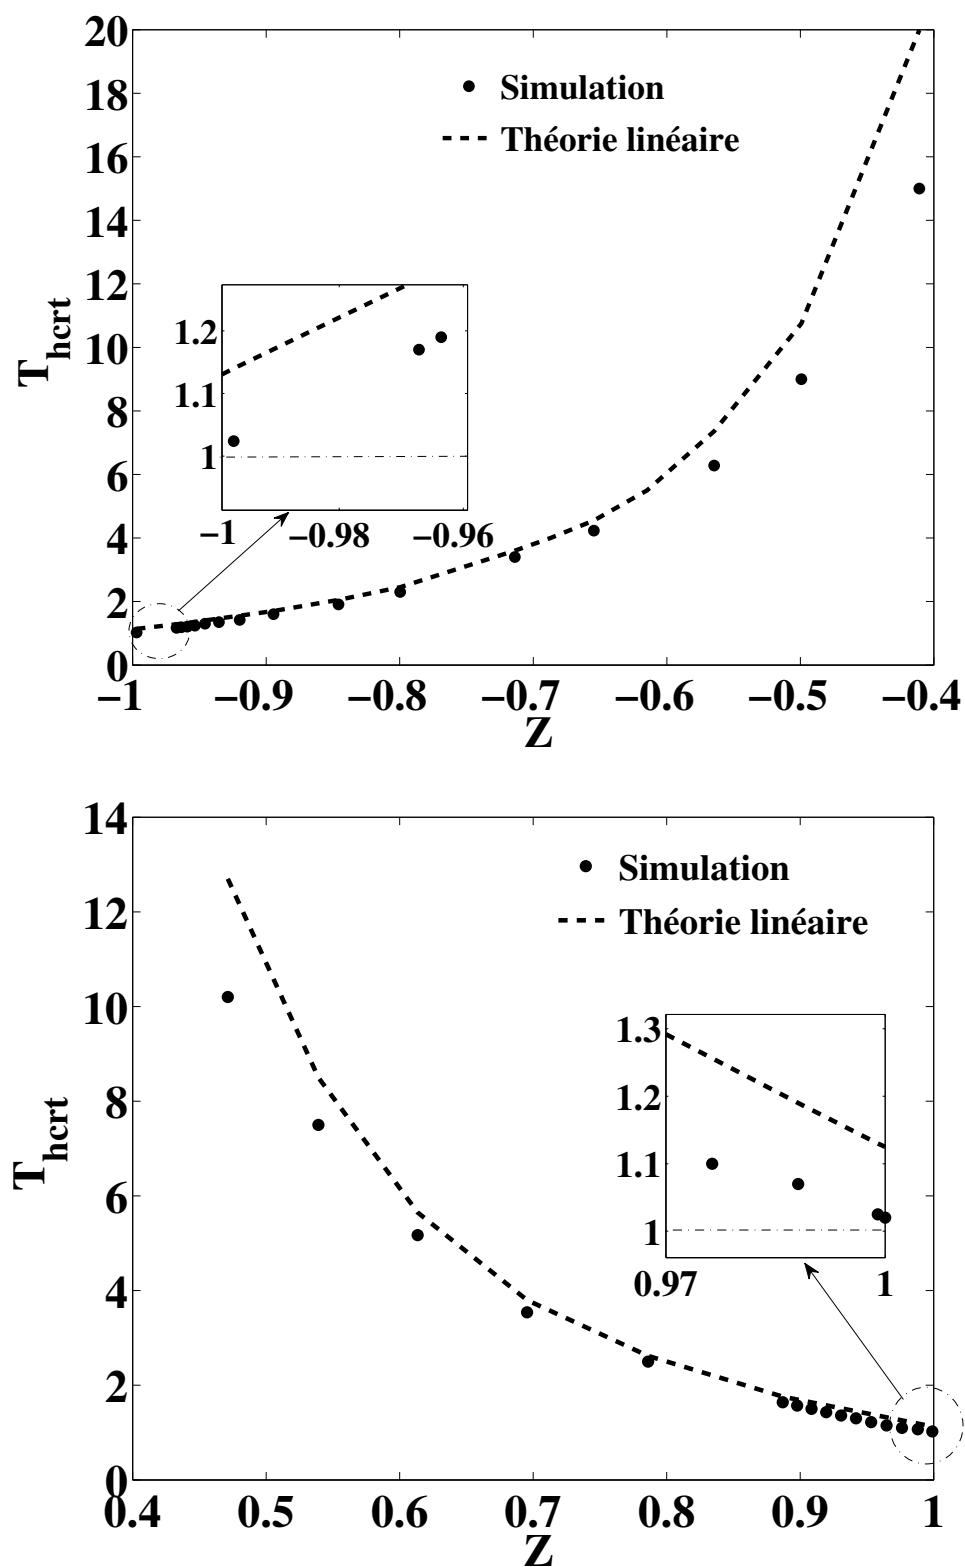 20
18
16
14
12
10
8
6
4
2
0
T_hcrt
Simulation
Théorie linéaire
1.2
1.1
1
−1 −0.98 −0.96
−1 −0.9 −0.8 −0.7 −0.6 −0.5 −0.4
Z
14
12
10
8
6
4
2
0
T_hcrt
Simulation
Théorie linéaire
1.3
1.2
1.1
1
0.97 1
0.4 0.5 0.6 0.7 0.8 0.9 1
Z